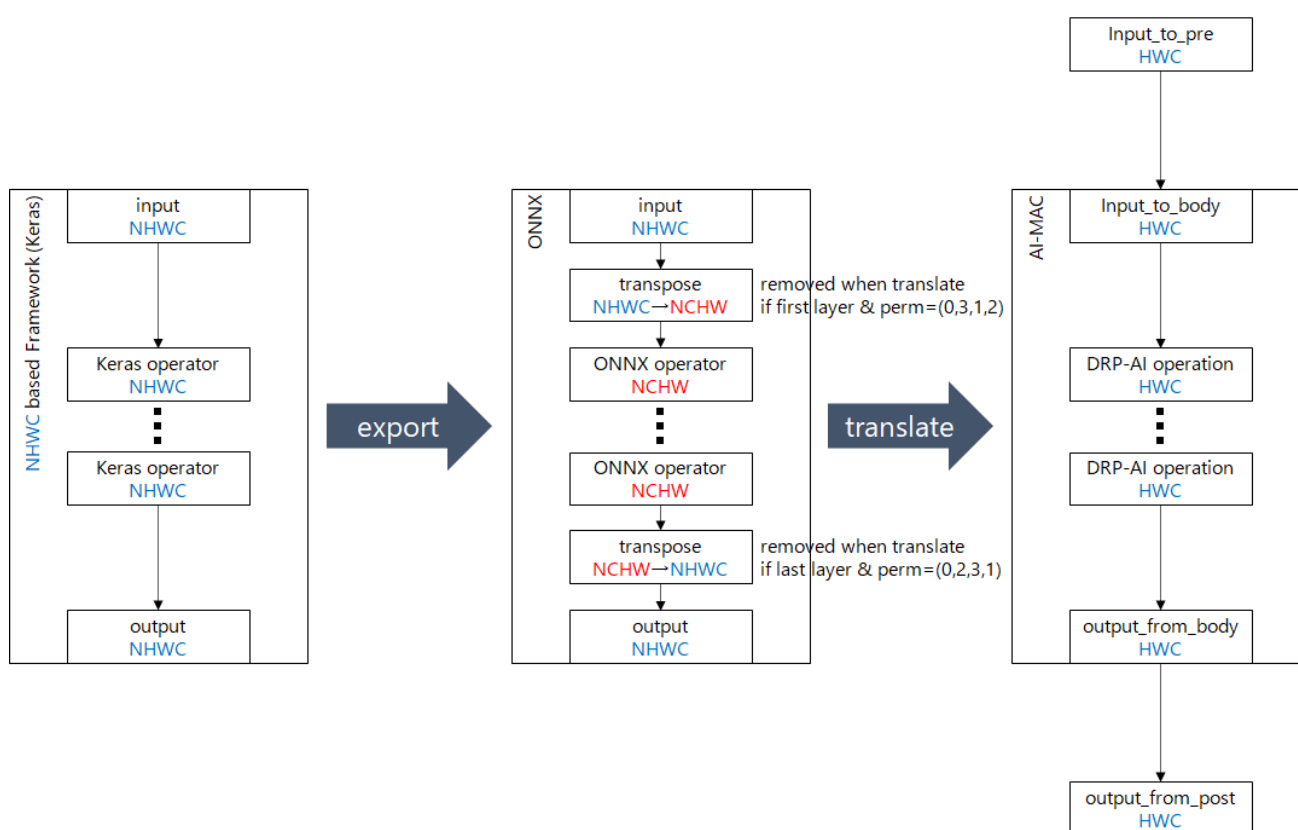 NHWC based Framework (Keras)
input
NHWC
Keras operator
NHWC
Keras operator
NHWC
output
NHWC
export
ONNX
input
NHWC
transpose
NHWC→NCHW
removed when translate
if first layer & perm=(0,3,1,2)
ONNX operator
NCHW
ONNX operator
NCHW
transpose
NCHW→NHWC
removed when translate
if last layer & perm=(0,2,3,1)
output
NHWC
translate
Input_to_pre
HWC
AI-MAC
Input_to_body
HWC
DRP-AI operation
HWC
DRP-AI operation
HWC
output_from_body
HWC
output_from_post
HWC